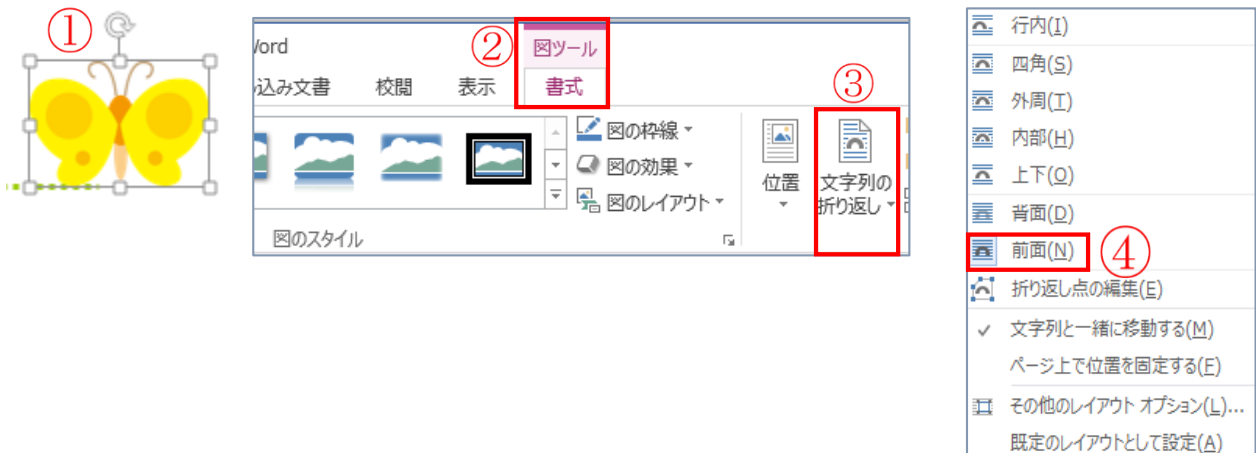 ①
/ord
②
図ツール
込み文書
校閲
表示
書式
③
図の枠線
図の効果
図のレイアウト
位置
文字列の
折り返し
図のスタイル
行内(I)
四角(S)
外周(T)
内部(H)
上下(O)
背面(D)
前面(N)
④
折り返し点の編集(E)
文字列と一緒に移動する(M)
ページ上で位置を固定する(F)
その他のレイアウト オプション(L)...
既定のレイアウトとして設定(A)